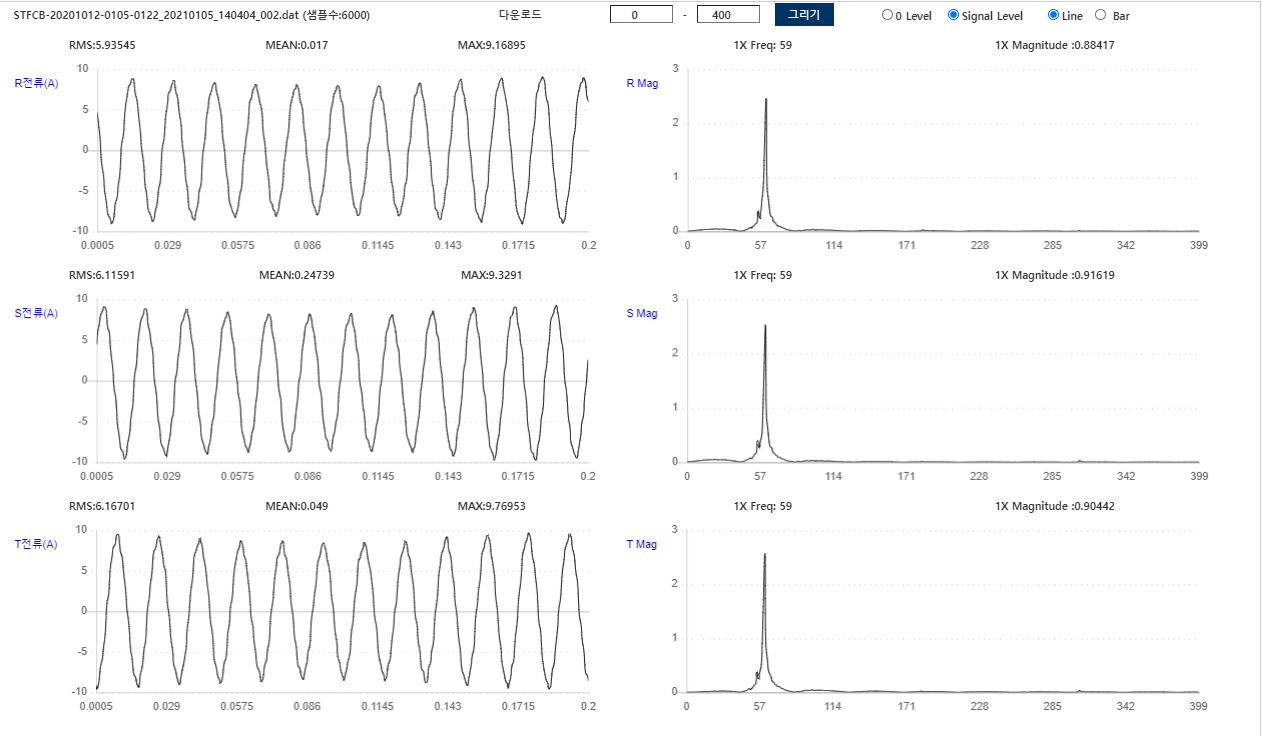 STFCB-20201012-0105-0122_20210105_140404_002.dat (샘플수:6000) 다운로드 0 - 400 그리기 0 Level Signal Level Line Bar
RMS:5.93545 MEAN:0.017 MAX:9.16895 1X Freq: 59 1X Magnitude :0.88417
R전류(A)
10
5
0
-5
-10
0.0005 0.029 0.0575 0.086 0.1145 0.143 0.1715 0.2
R Mag
3
2
1
0
0 57 114 171 228 285 342 399
RMS:6.11591 MEAN:0.24739 MAX:9.3291 1X Freq: 59 1X Magnitude :0.91619
S전류(A)
10
5
0
-5
-10
0.0005 0.029 0.0575 0.086 0.1145 0.143 0.1715 0.2
S Mag
3
2
1
0
0 57 114 171 228 285 342 399
RMS:6.16701 MEAN:0.049 MAX:9.76953 1X Freq: 59 1X Magnitude :0.90442
T전류(A)
10
5
0
-5
-10
0.0005 0.029 0.0575 0.086 0.1145 0.143 0.1715 0.2
T Mag
3
2
1
0
0 57 114 171 228 285 342 399